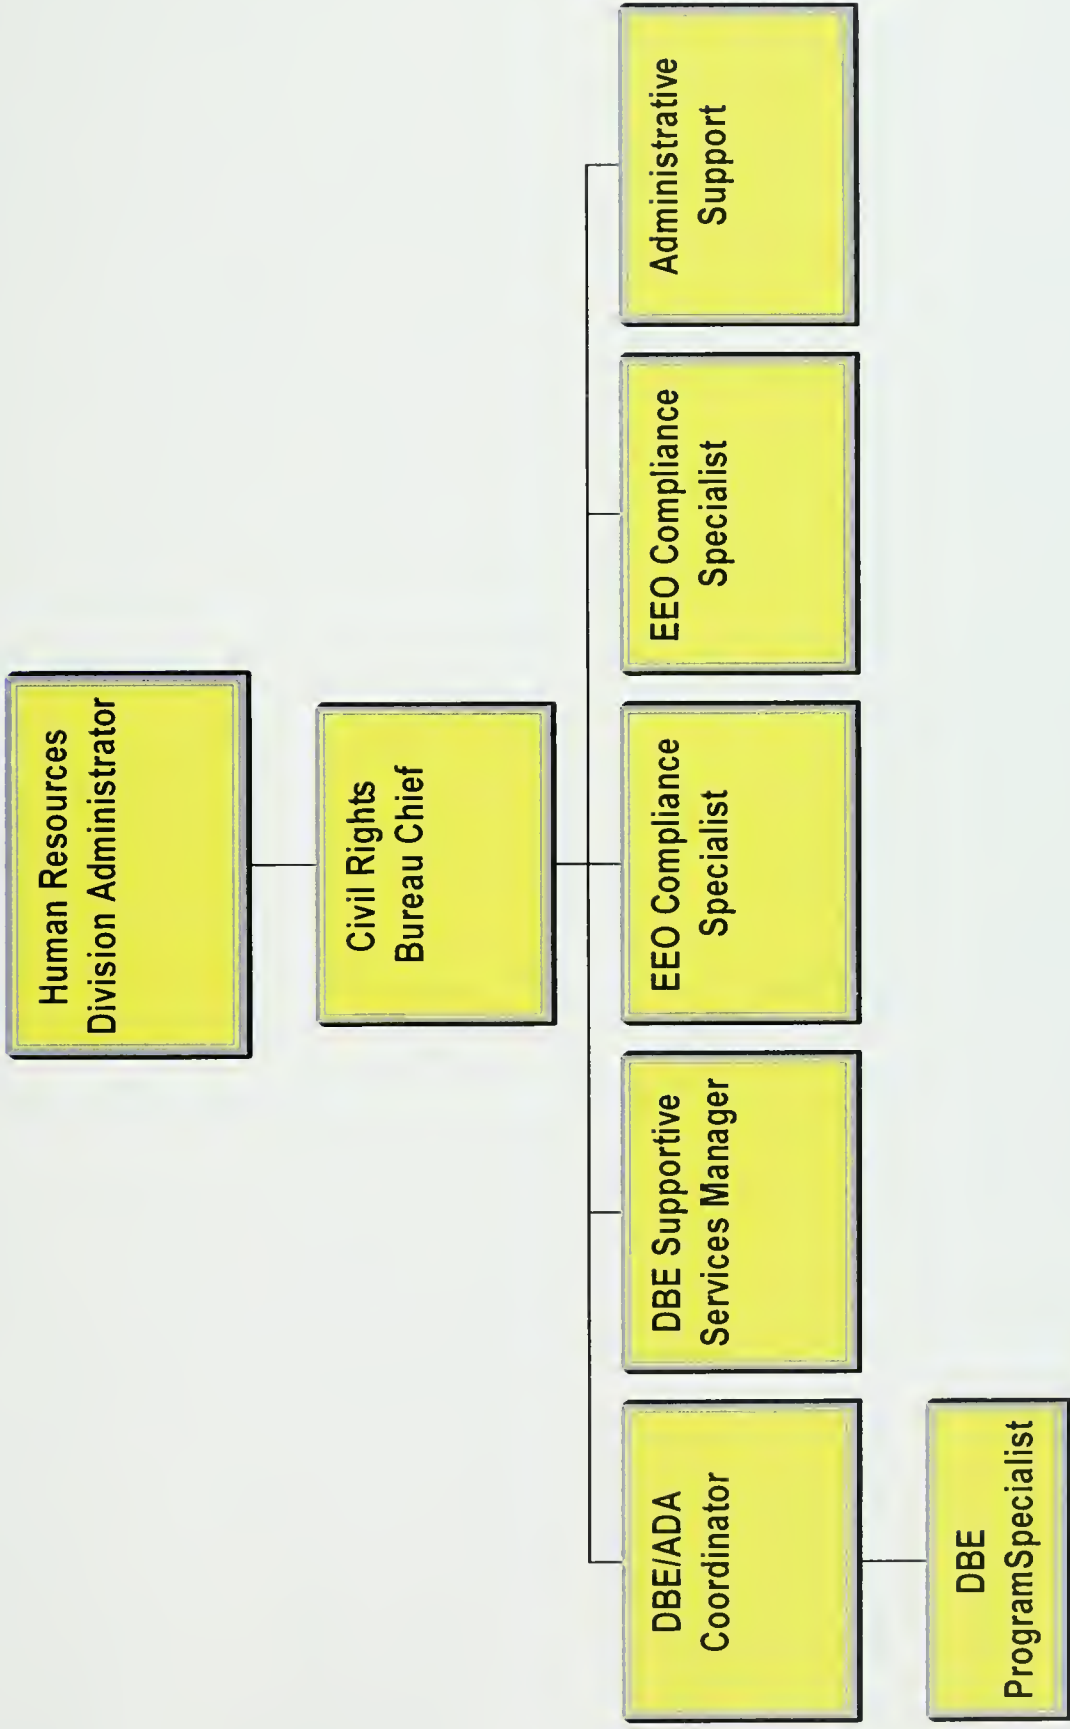 Human Resources
Division Administrator
Civil Rights
Bureau Chief
DBE/ADA
Coordinator
DBE Supportive
Services Manager
EEO Compliance
Specialist
EEO Compliance
Specialist
Administrative
Support
DBE
ProgramSpecialist